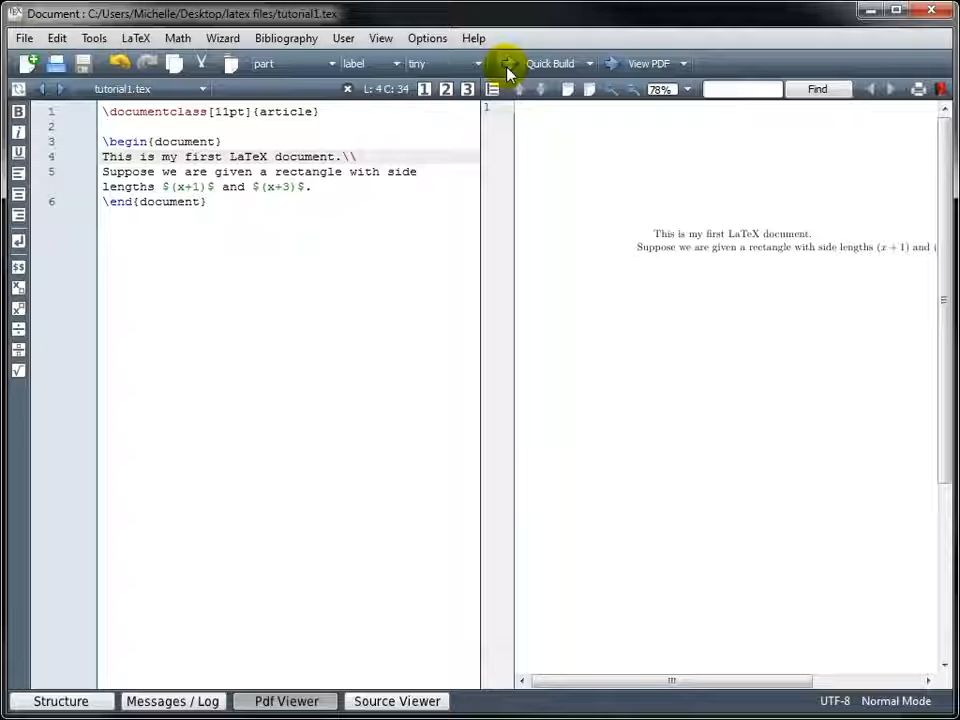 Document : C:/Users/Michelle/Desktop/latex files/tutorial1.tex
File Edit Tools LaTeX Math Wizard Bibliography User View Options Help
part label tiny Quick Build View PDF
tutorial1.tex L: 4 C: 34 1 2 3 78% Find
1 \documentclass[11pt]{article}
2
3 \begin{document}
4 This is my first LaTeX document.\\
5 Suppose we are given a rectangle with side
lengths $(x+1)$ and $(x+3)$.
6 \end{document}
1
This is my first LaTeX document.
Suppose we are given a rectangle with side lengths (x + 1) and (
Structure Messages / Log Pdf Viewer Source Viewer UTF-8 Normal Mode